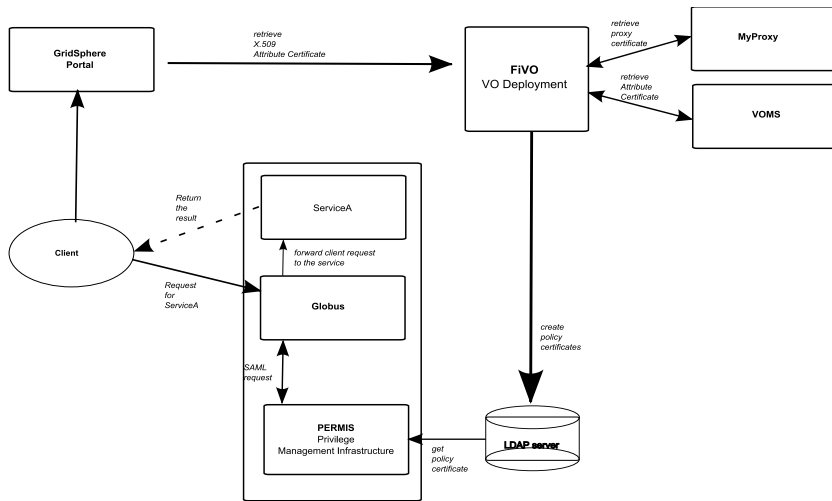 retrieve
X.509
Attribute Certificate
GridSphere
Portal
FiVO
VO Deployment
retrieve
proxy
certificate
MyProxy
retrieve
Attribute
Certificate
VOMS
Return
the
result
ServiceA
Client
forward client request
to the service
Request
for
ServiceA
Globus
create
policy
certificates
SAML
request
PERMIS
Privilege
Management Infrastructure
get
policy
certificate
LDAP server